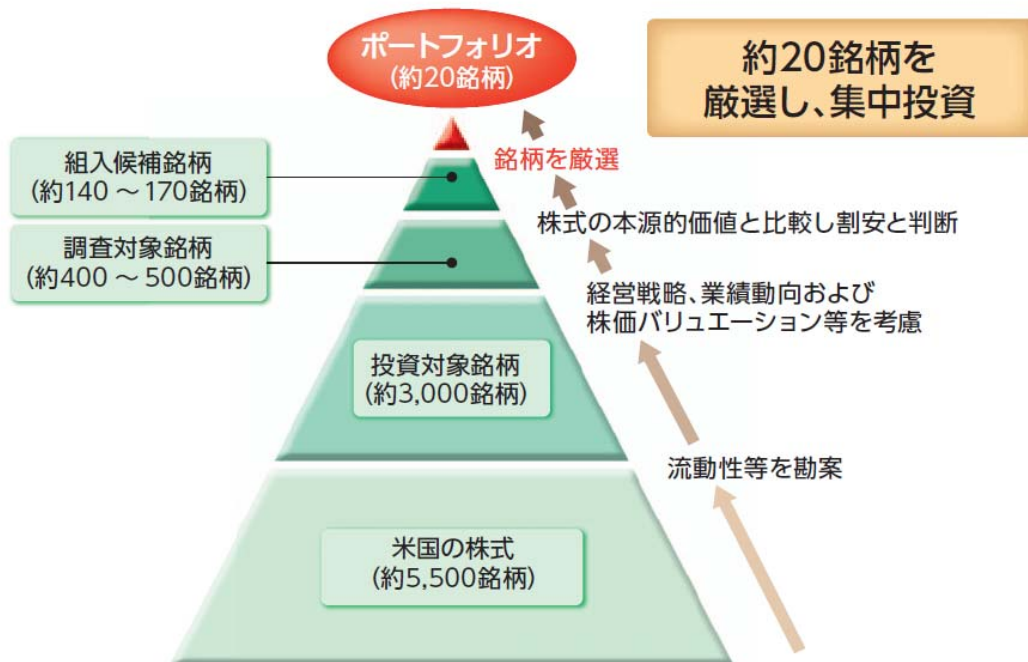 ポートフォリオ
(約20銘柄)
約20銘柄を
厳選し、集中投資
銘柄を厳選
組入候補銘柄
(約140 ～ 170銘柄)
株式の本源的価値と比較し割安と判断
調査対象銘柄
(約400 ～ 500銘柄)
経営戦略、業績動向および
株価バリュエーション等を考慮
投資対象銘柄
(約3,000銘柄)
流動性等を勘案
米国の株式
(約5,500銘柄)